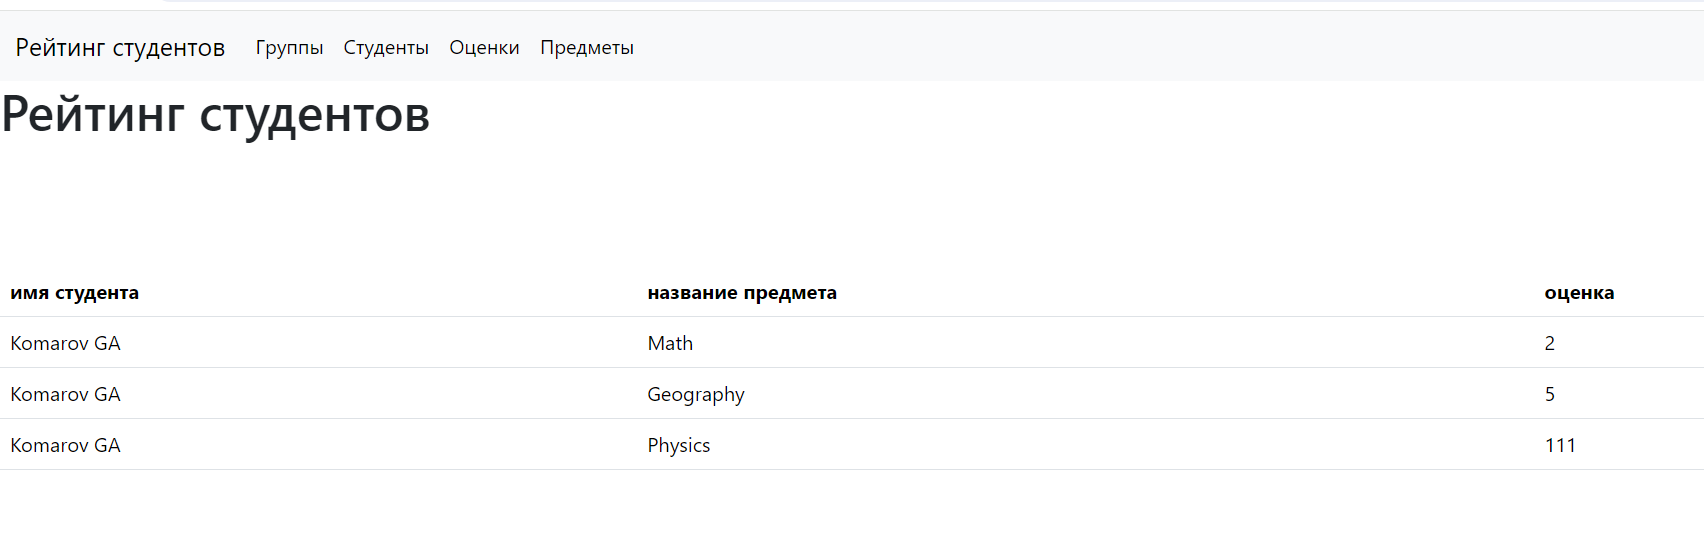 Рейтинг студентов Группы Студенты Оценки Предметы
Рейтинг студентов
имя студента название предмета оценка
Komarov GA Math 2
Komarov GA Geography 5
Komarov GA Physics 111